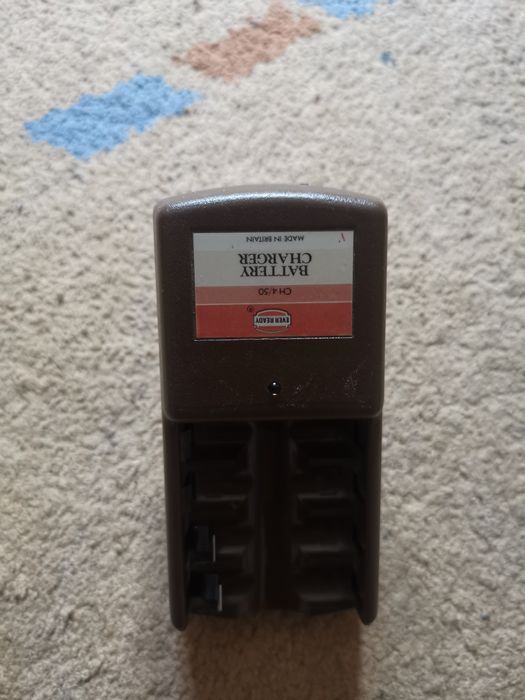 EVER READY
®
CH 4/50
BATTERY
CHARGER
MADE IN BRITAIN